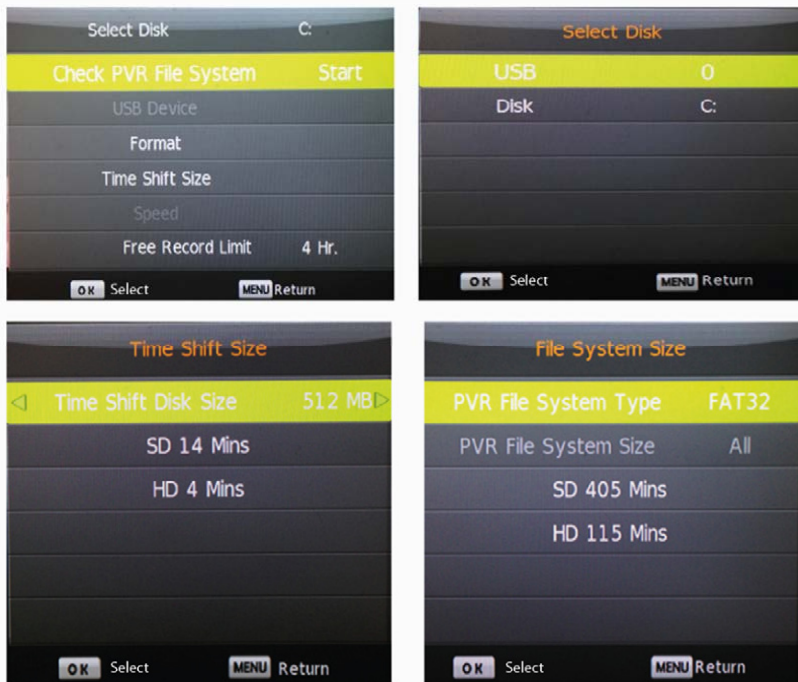 Select Disk C:
Check PVR File System Start
USB Device
Format
Time Shift Size
Speed
Free Record Limit 4 Hr.
OK Select MENU Return
Select Disk
USB 0
Disk C:
OK Select MENU Return
Time Shift Size
Time Shift Disk Size 512 MB
SD 14 Mins
HD 4 Mins
OK Select MENU Return
File System Size
PVR File System Type FAT32
PVR File System Size All
SD 405 Mins
HD 115 Mins
OK Select MENU Return